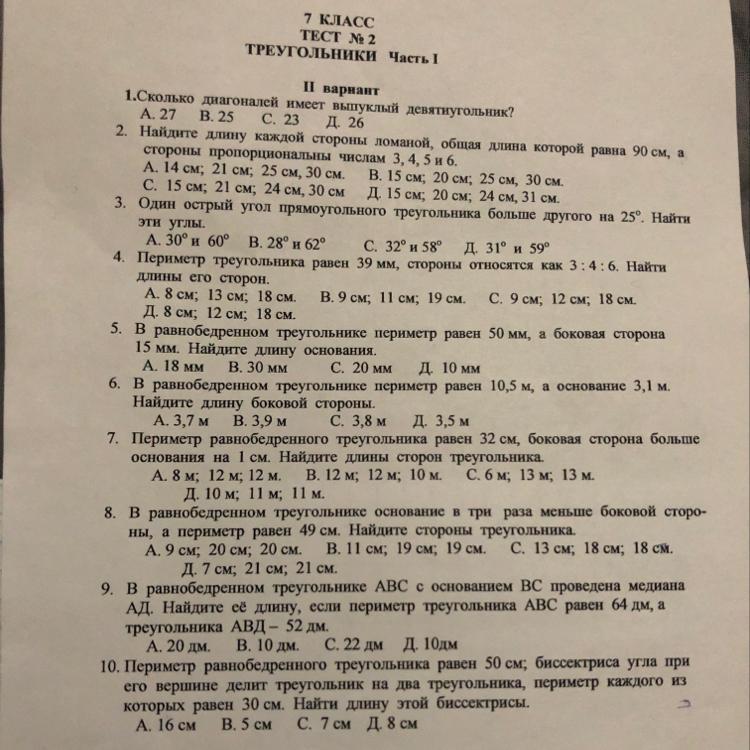 7 КЛАСС
ТЕСТ № 2
ТРЕУГОЛЬНИКИ Часть I
II вариант
1.Сколько диагоналей имеет выпуклый девятиугольник?
А. 27 В. 25 С. 23 Д. 26
2. Найдите длину каждой стороны ломаной, общая длина которой равна 90 см, а
стороны пропорциональны числам 3, 4, 5 и 6.
А. 14 см; 21 см; 25 см, 30 см. В. 15 см; 20 см; 25 см, 30 см.
С. 15 см; 21 см; 24 см, 30 см Д. 15 см; 20 см; 24 см, 31 см.
3. Один острый угол прямоугольного треугольника больше другого на 25°. Найти
эти углы.
А. 30° и 60° В. 28° и 62° С. 32° и 58° Д. 31° и 59°
4. Периметр треугольника равен 39 мм, стороны относятся как 3 : 4 : 6. Найти
длины его сторон.
А. 8 см; 13 см; 18 см. В. 9 см; 11 см; 19 см. С. 9 см; 12 см; 18 см.
Д. 8 см; 12 см; 18 см.
5. В равнобедренном треугольнике периметр равен 50 мм, а боковая сторона
15 мм. Найдите длину основания.
А. 18 мм В. 30 мм С. 20 мм Д. 10 мм
6. В равнобедренном треугольнике периметр равен 10,5 м, а основание 3,1 м.
Найдите длину боковой стороны.
А. 3,7 м В. 3,9 м С. 3,8 м Д. 3,5 м
7. Периметр равнобедренного треугольника равен 32 см, боковая сторона больше
основания на 1 см. Найдите длины сторон треугольника.
А. 8 м; 12 м; 12 м. В. 12 м; 12 м; 10 м. С. 6 м; 13 м; 13 м.
Д. 10 м; 11 м; 11 м.
8. В равнобедренном треугольнике основание в три раза меньше боковой сторо-
ны, а периметр равен 49 см. Найдите стороны треугольника.
А. 9 см; 20 см; 20 см. В. 11 см; 19 см; 19 см. С. 13 см; 18 см; 18 см.
Д. 7 см; 21 см; 21 см.
9. В равнобедренном треугольнике АВС с основанием ВС проведена медиана
АД. Найдите её длину, если периметр треугольника АВС равен 64 дм, а
треугольника АВД – 52 дм.
А. 20 дм. В. 10 дм. С. 22 дм Д. 10дм
10. Периметр равнобедренного треугольника равен 50 см; биссектриса угла при
его вершине делит треугольник на два треугольника, периметр каждого из
которых равен 30 см. Найти длину этой биссектрисы.
А. 16 см В. 5 см С. 7 см Д. 8 см